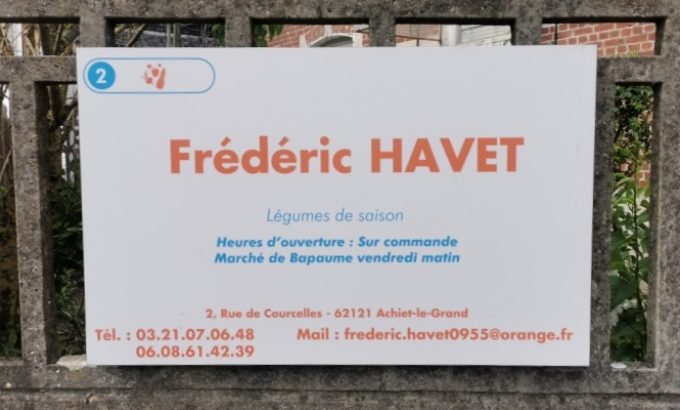 2
Frédéric HAVET
Légumes de saison
Heures d'ouverture : Sur commande
Marché de Bapaume vendredi matin
2, Rue de Courcelles - 62121 Achiet-le-Grand
Tél. : 03.21.07.06.48 Mail : frederic.havet0955@orange.fr
06.08.61.42.39